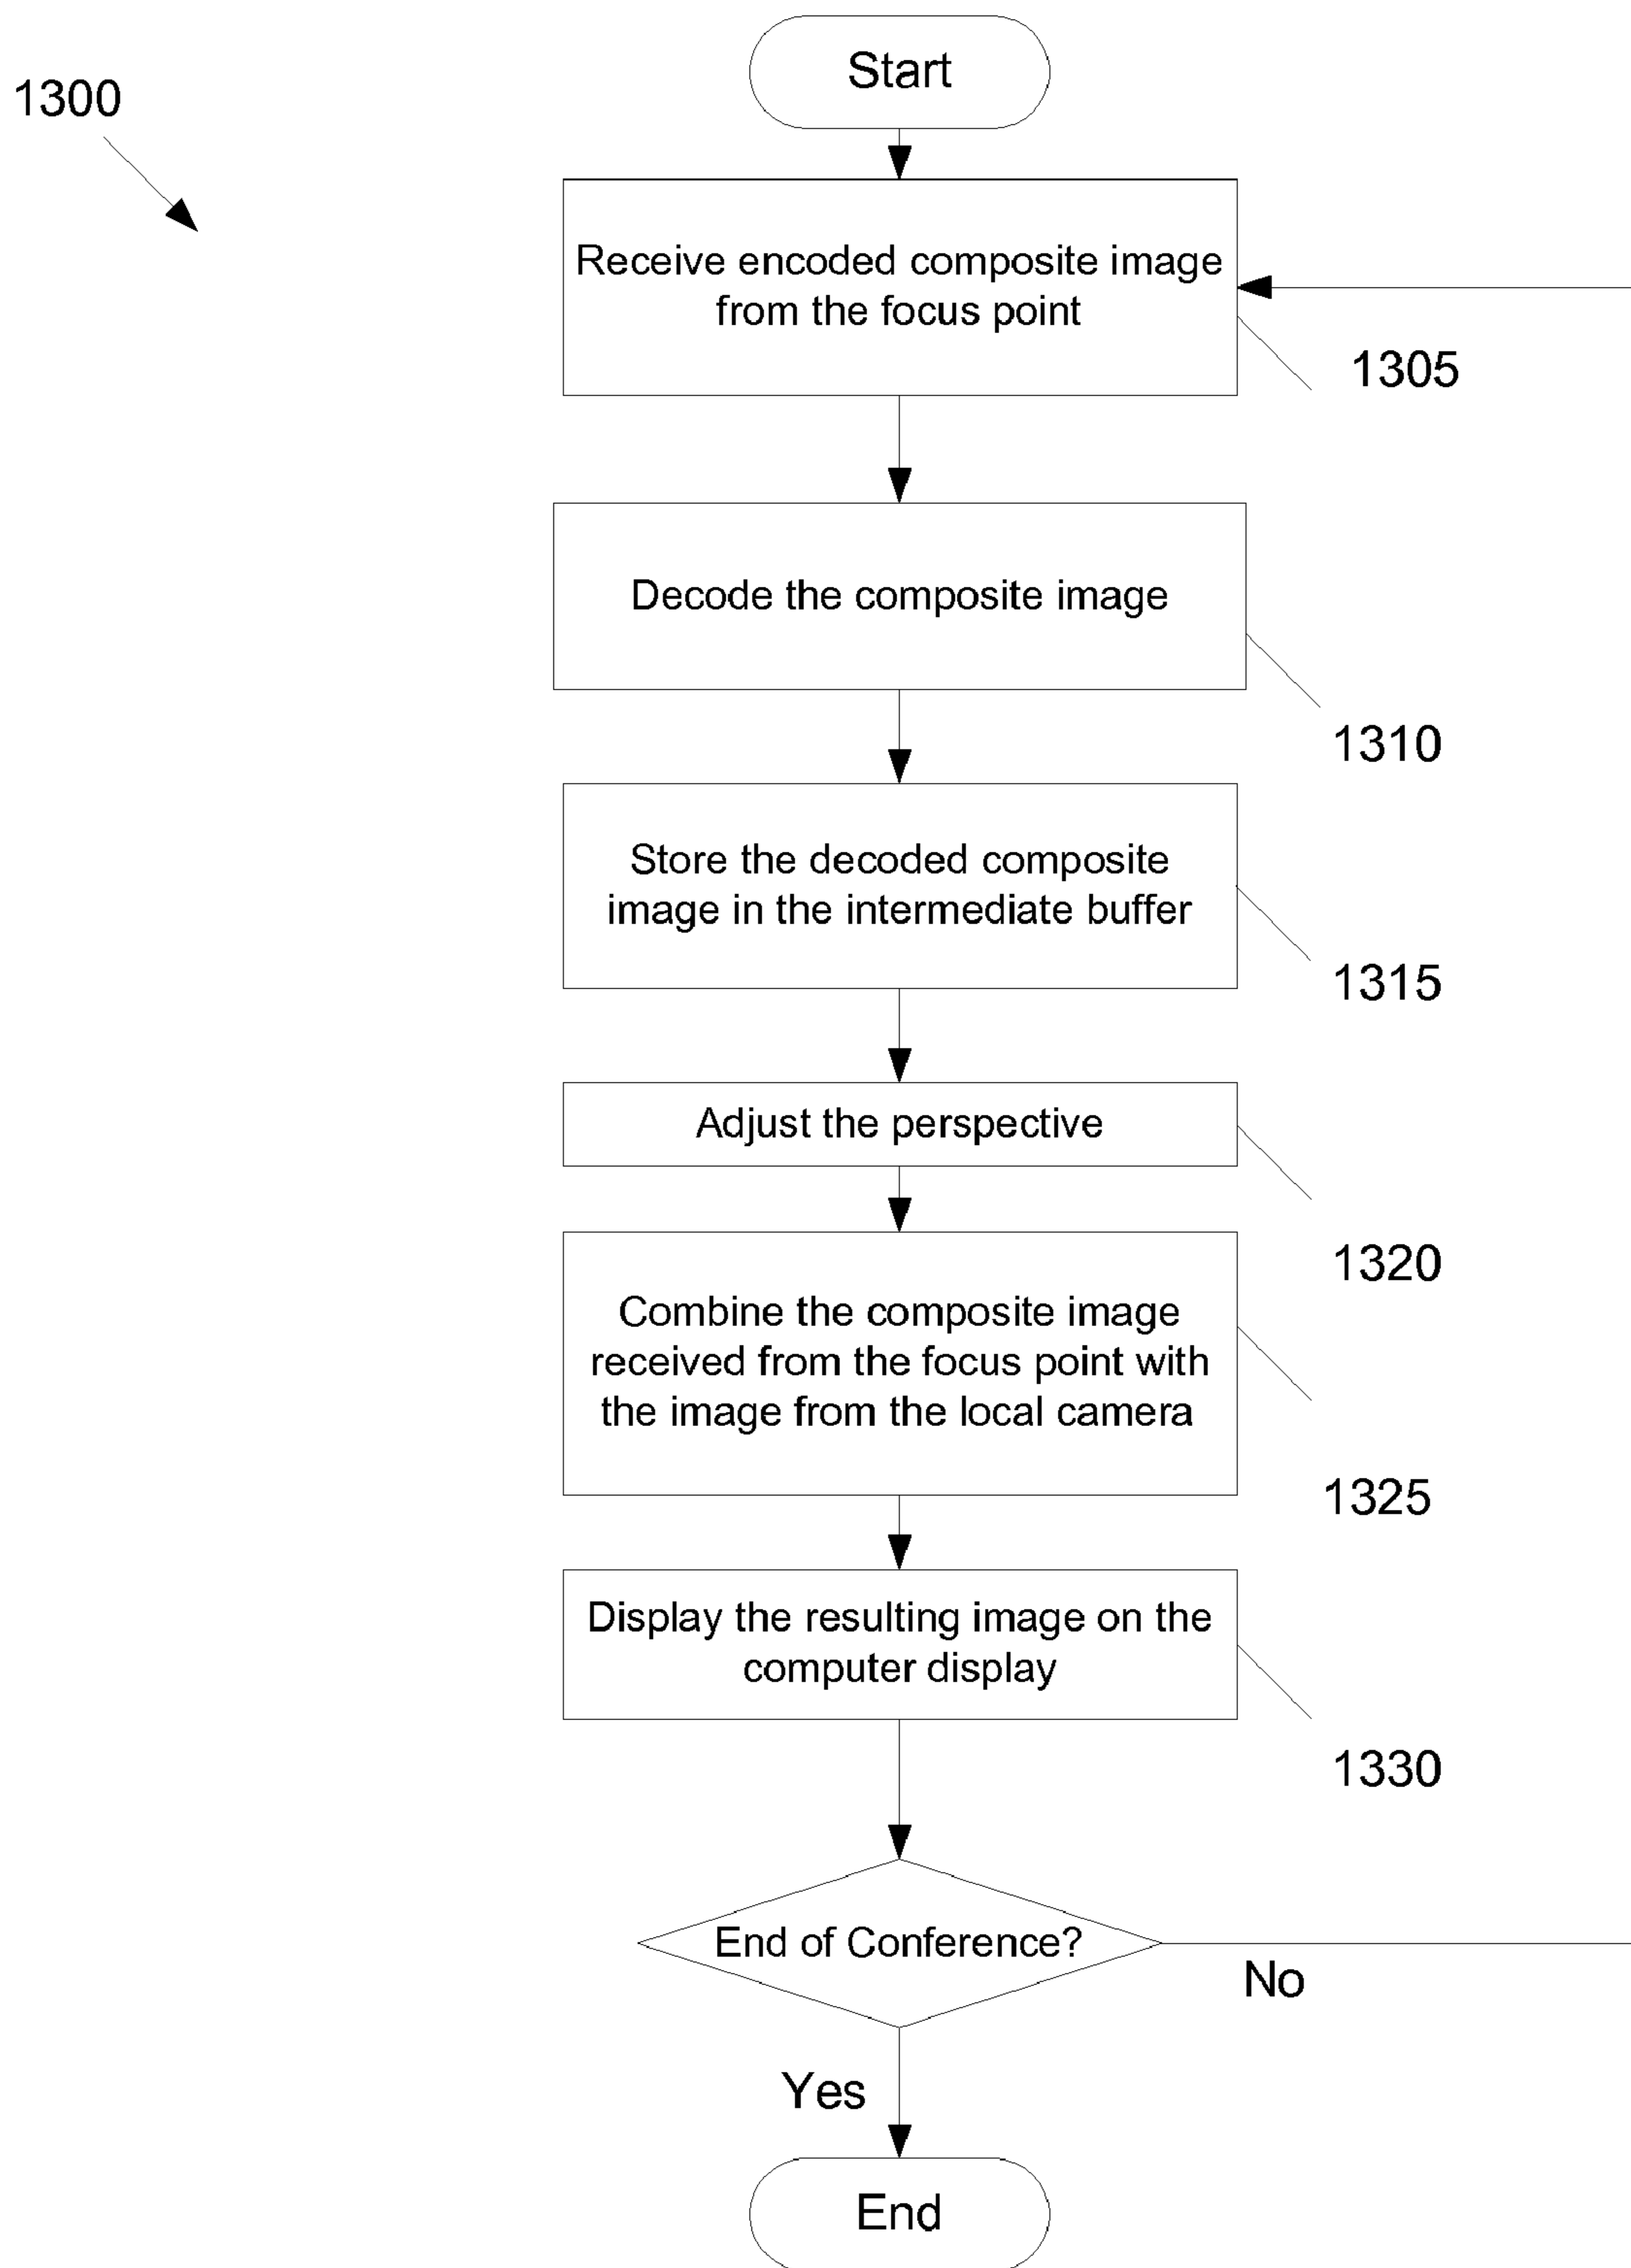 Start
1300
Receive encoded composite image
from the focus point
1305
Decode the composite image
1310
Store the decoded composite
image in the intermediate buffer
1315
Adjust the perspective
1320
Combine the composite image
received from the focus point with
the image from the local camera
1325
Display the resulting image on the
computer display
1330
End of Conference?
No
Yes
End